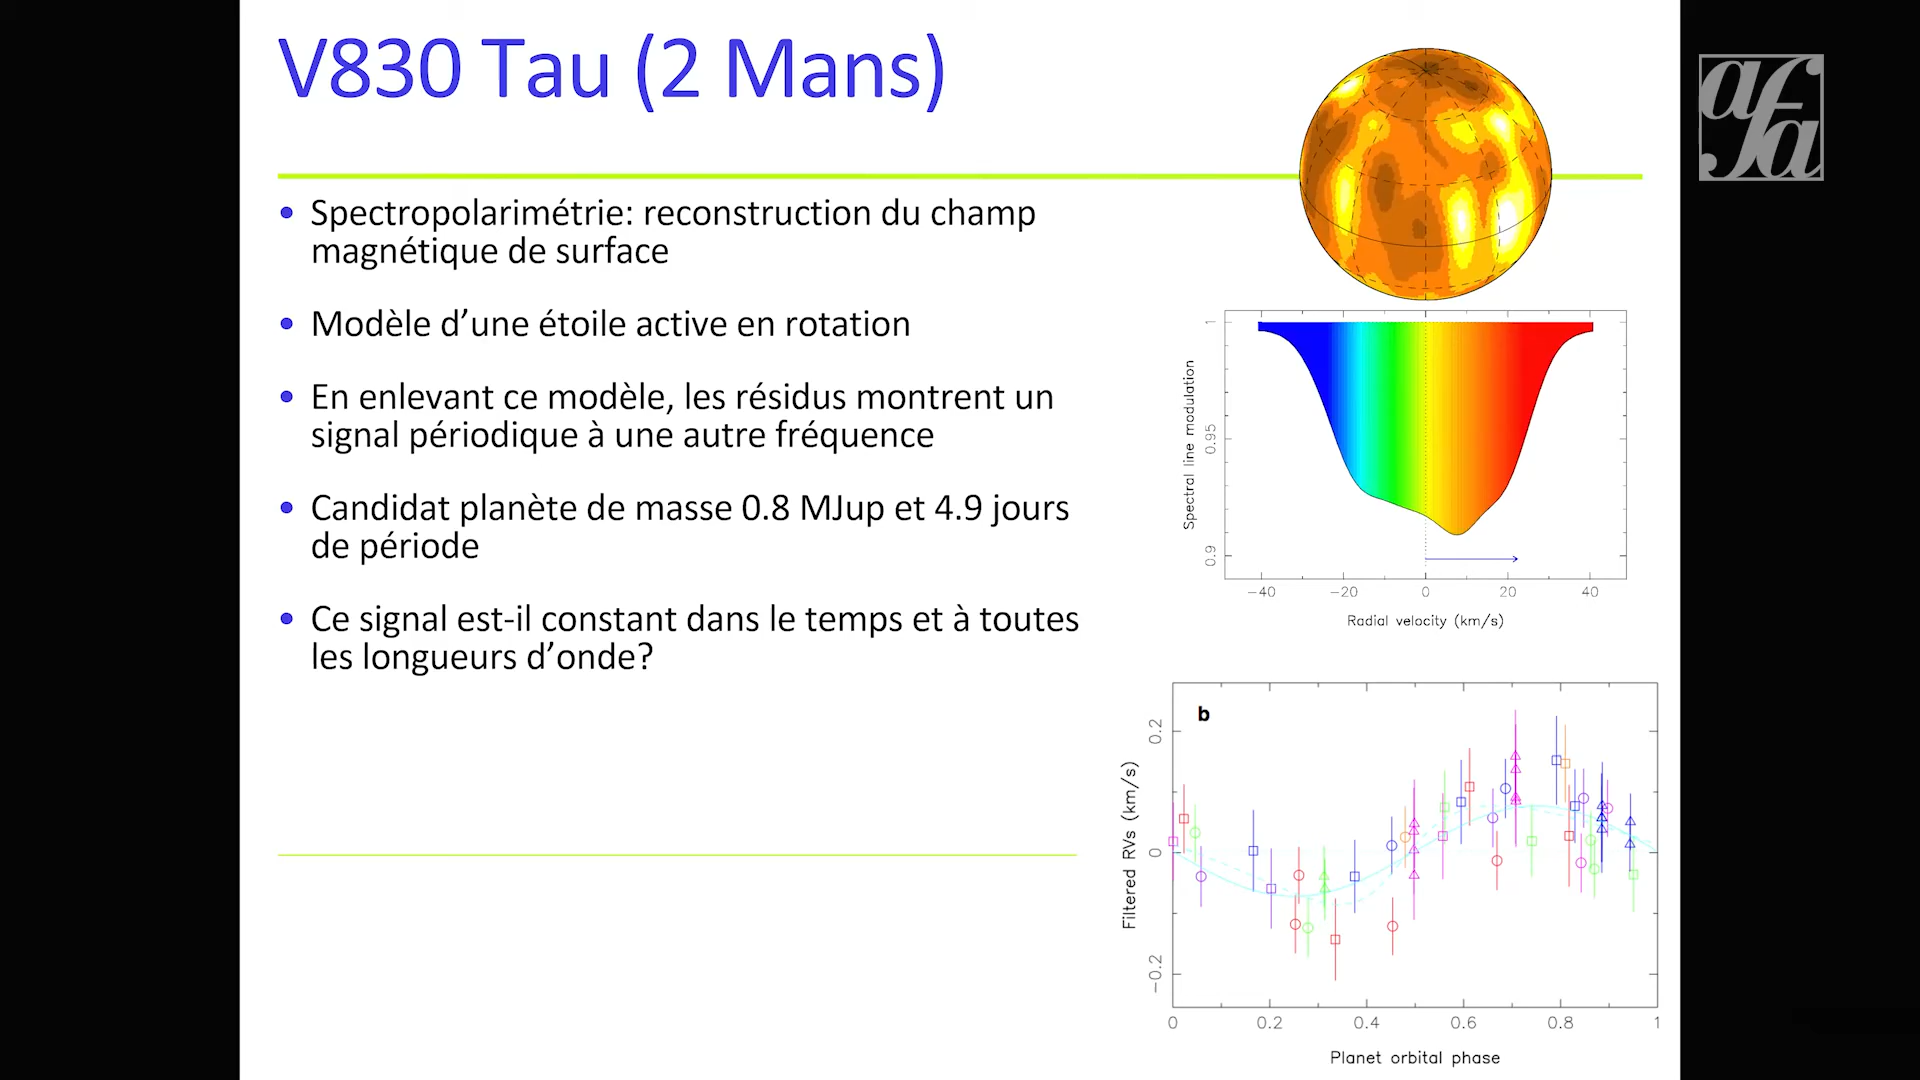 V830 Tau (2 Mans)
afa
• Spectropolarimétrie: reconstruction du champ
magnétique de surface
• Modèle d’une étoile active en rotation
• En enlevant ce modèle, les résidus montrent un
signal périodique à une autre fréquence
• Candidat planète de masse 0.8 MJup et 4.9 jours
de période
• Ce signal est-il constant dans le temps et à toutes
les longueurs d’onde?
Spectral line modulation
1
0.95
0.9
−40 −20 0 20 40
Radial velocity (km/s)
b
Filtered RVs (km/s)
0.2
0
−0.2
0 0.2 0.4 0.6 0.8 1
Planet orbital phase